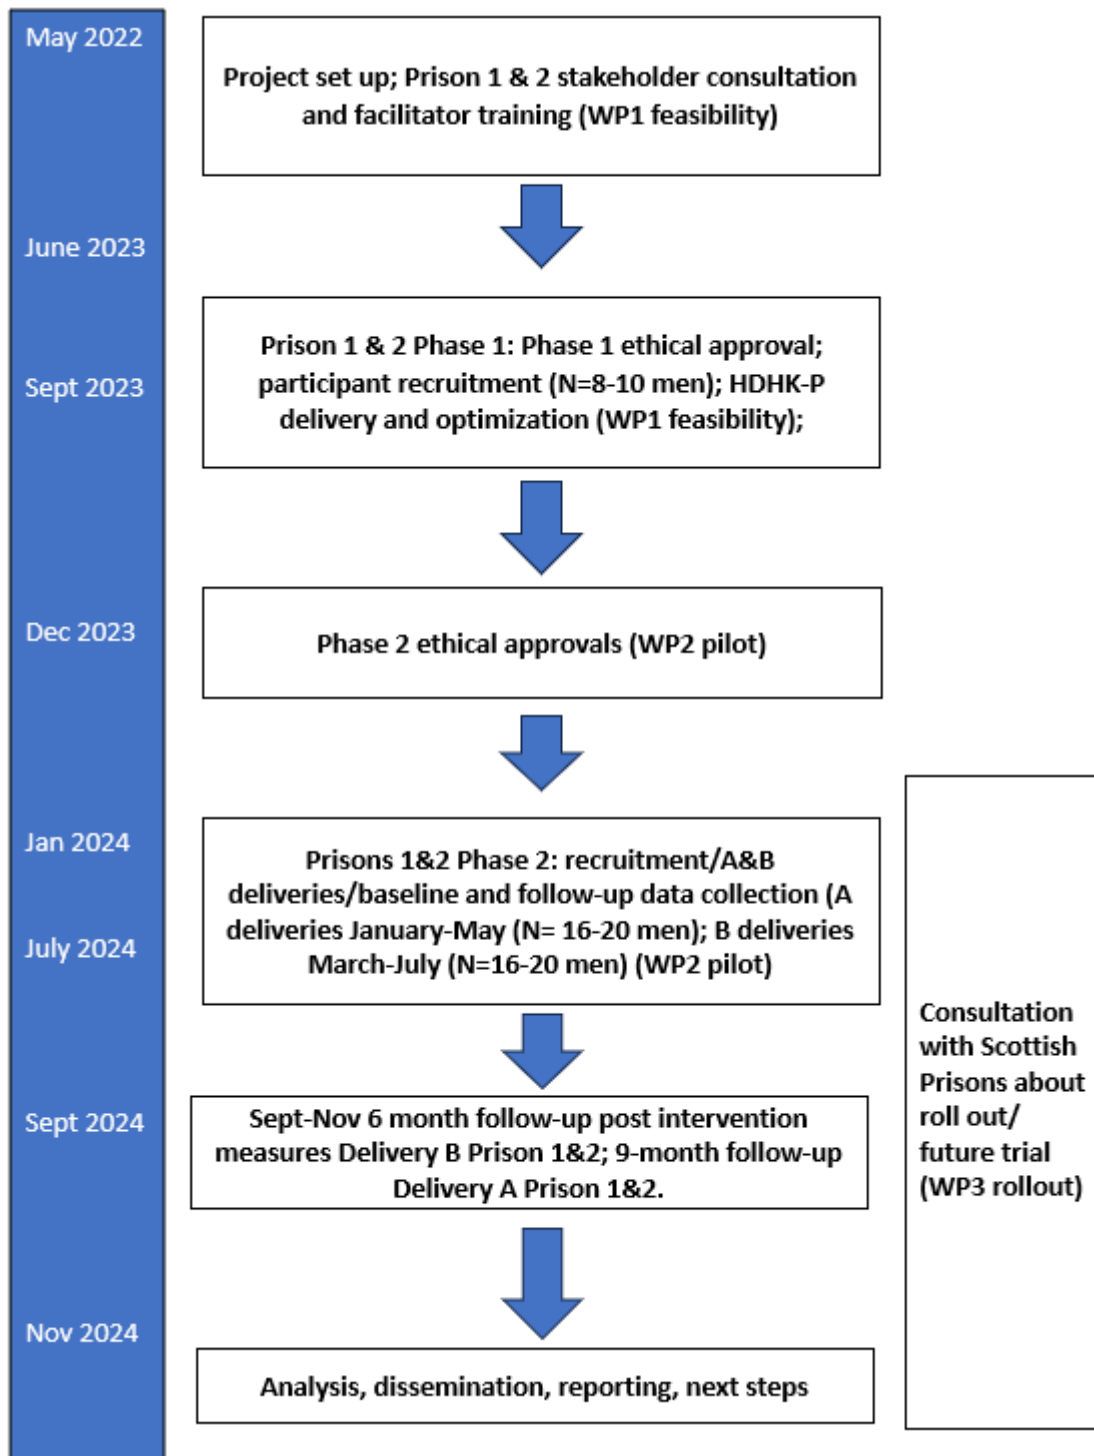 May 2022
Project set up; Prison 1 & 2 stakeholder consultation
and facilitator training (WP1 feasibility)
June 2023
Prison 1 & 2 Phase 1: Phase 1 ethical approval;
participant recruitment (N=8-10 men); HDHK-P
delivery and optimization (WP1 feasibility);
Sept 2023
Dec 2023
Phase 2 ethical approvals (WP2 pilot)
Jan 2024
Prisons 1&2 Phase 2: recruitment/A&B
deliveries/baseline and follow-up data collection (A
deliveries January-May (N= 16-20 men); B deliveries
March-July (N=16-20 men) (WP2 pilot)
July 2024
Sept 2024
Sept-Nov 6 month follow-up post intervention
measures Delivery B Prison 1&2; 9-month follow-up
Delivery A Prison 1&2.
Nov 2024
Analysis, dissemination, reporting, next steps
Consultation
with Scottish
Prisons about
roll out/
future trial
(WP3 rollout)